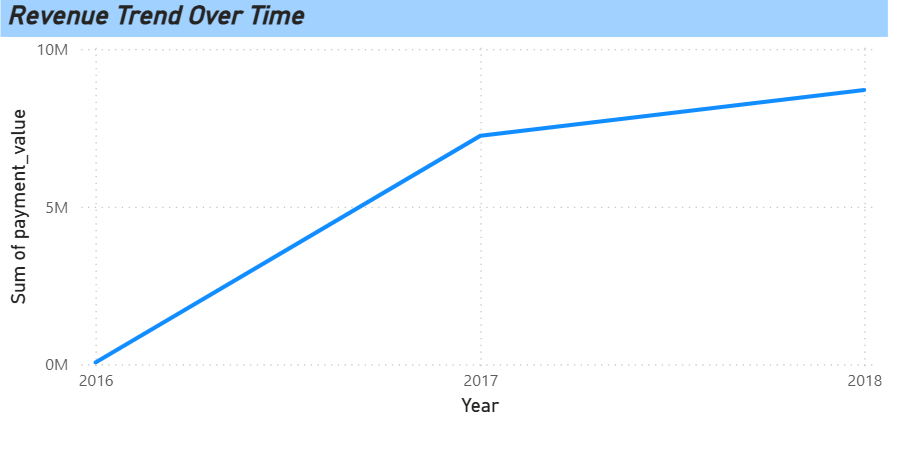 Revenue Trend Over Time
10M
5M
0M
Sum of payment_value
2016 2017 2018
Year